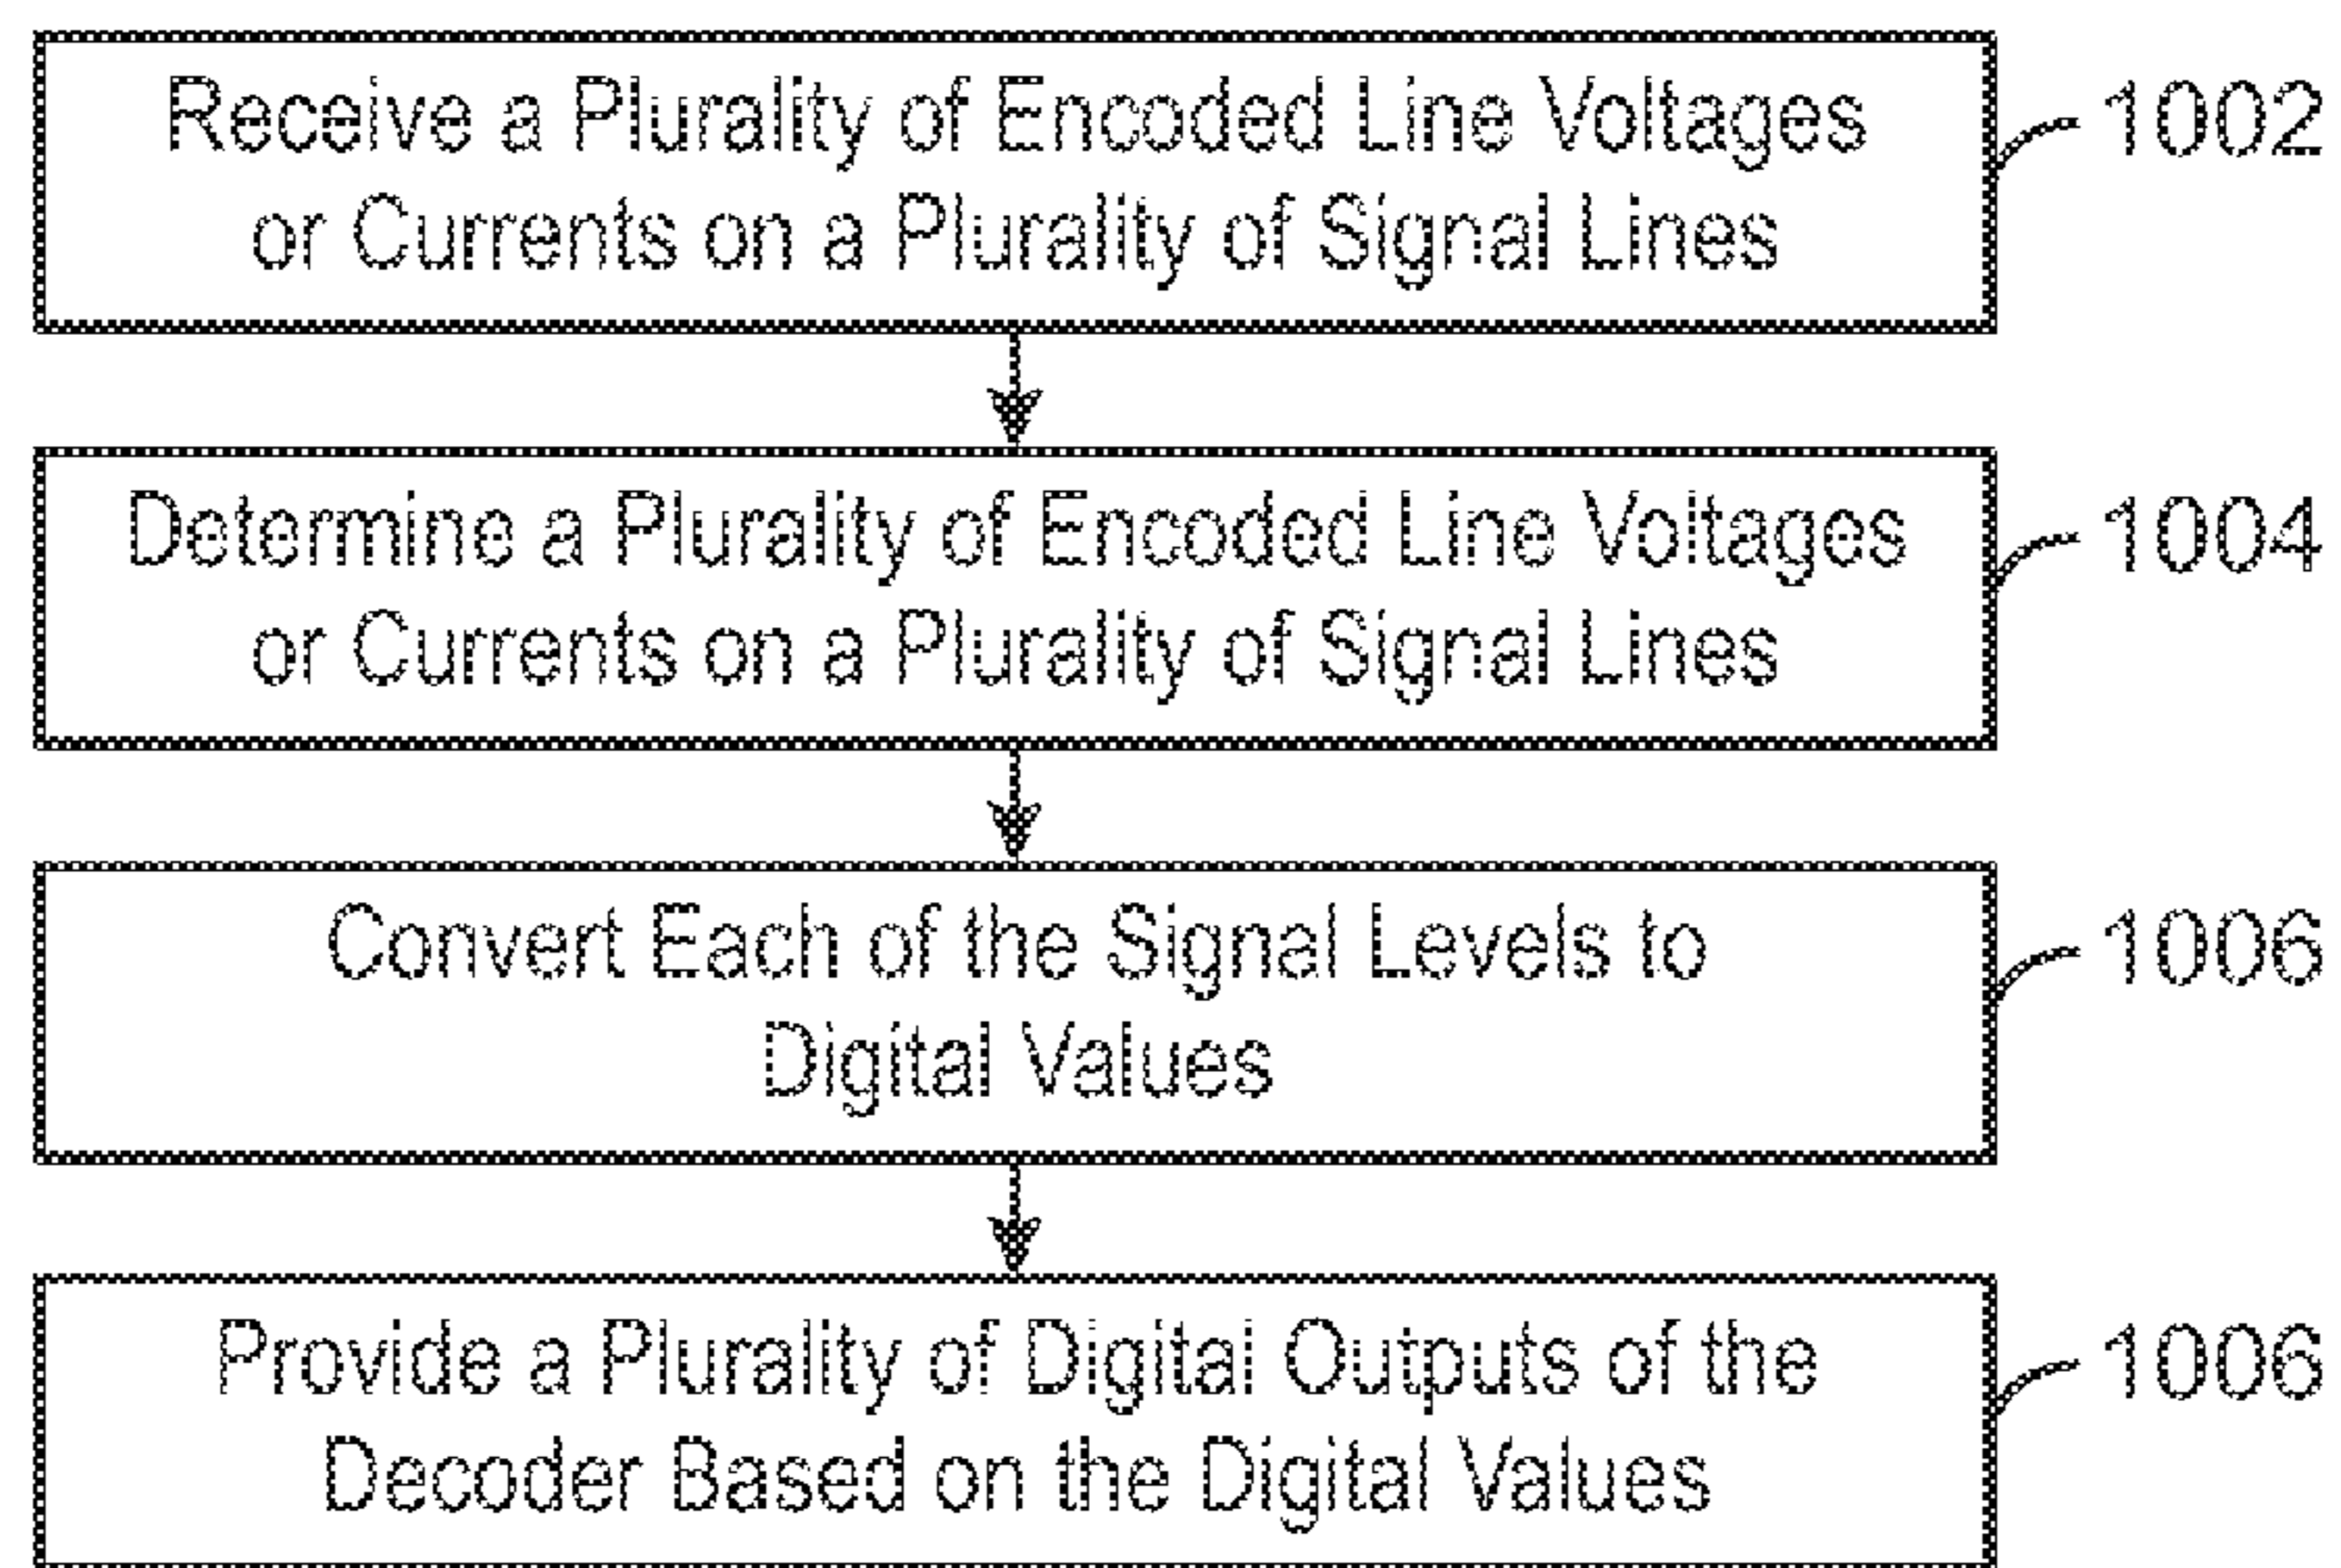 Receive a Plurality of Encoded Line Voltages
or Currents on a Plurality of Signal Lines
1002
Determine a Plurality of Encoded Line Voltages
or Currents on a Plurality of Signal Lines
1004
Convert Each of the Signal Levels to
Digital Values
1006
Provide a Plurality of Digital Outputs of the
Decoder Based on the Digital Values
1006